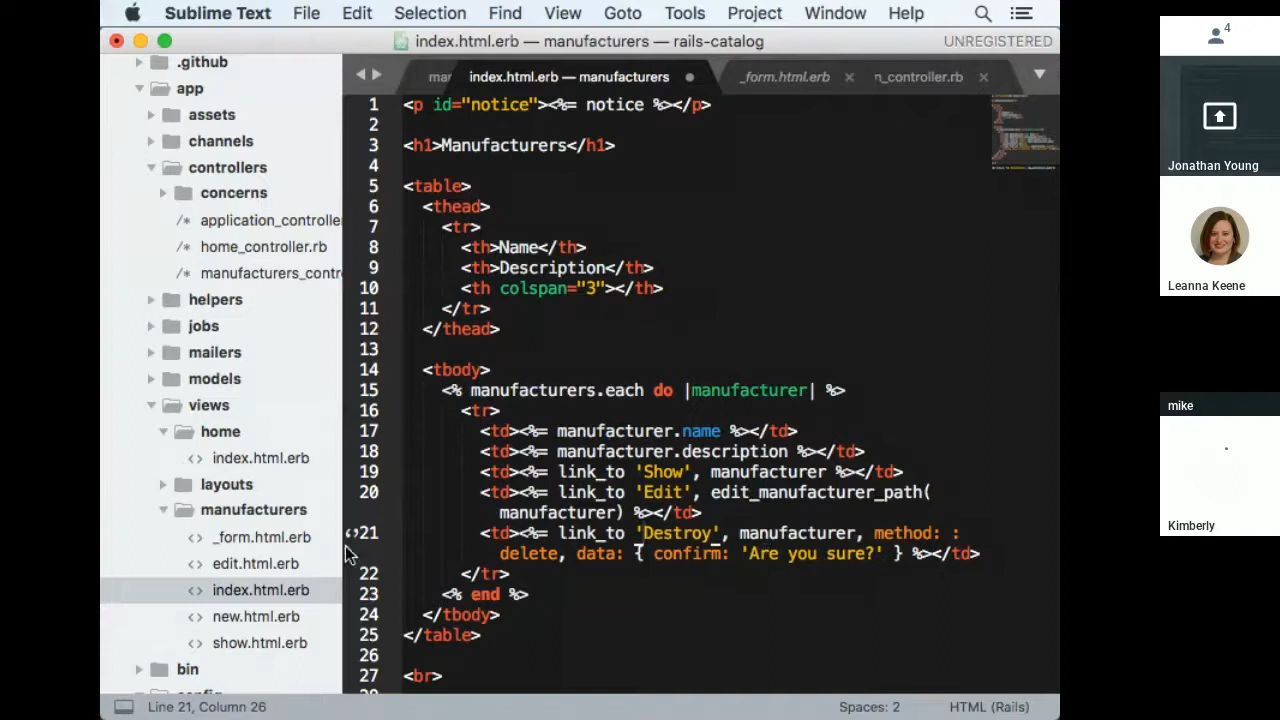 Sublime Text File Edit Selection Find View Goto Tools Project Window Help
index.html.erb — manufacturers — rails-catalog
UNREGISTERED
.github
app
assets
channels
controllers
concerns
/* application_controlle
/* home_controller.rb
/* manufacturers_contr
helpers
jobs
mailers
models
views
home
<> index.html.erb
layouts
manufacturers
<> _form.html.erb
<> edit.html.erb
<> index.html.erb
<> new.html.erb
<> show.html.erb
bin
mar index.html.erb — manufacturers _form.html.erb n_controller.rb
1 <p id="notice"><%= notice %></p>
2
3 <h1>Manufacturers</h1>
4
5 <table>
6 <thead>
7 <tr>
8 <th>Name</th>
9 <th>Description</th>
10 <th colspan="3"></th>
11 </tr>
12 </thead>
13
14 <tbody>
15 <% manufacturers.each do |manufacturer| %>
16 <tr>
17 <td><%= manufacturer.name %></td>
18 <td><%= manufacturer.description %></td>
19 <td><%= link_to 'Show', manufacturer %></td>
20 <td><%= link_to 'Edit', edit_manufacturer_path(
manufacturer) %></td>
21 <td><%= link_to 'Destroy', manufacturer, method: :
delete, data: { confirm: 'Are you sure?' } %></td>
22 </tr>
23 <% end %>
24 </tbody>
25 </table>
26
27 <br>
Line 21, Column 26
Spaces: 2
HTML (Rails)
4
Jonathan Young
Leanna Keene
mike
Kimberly